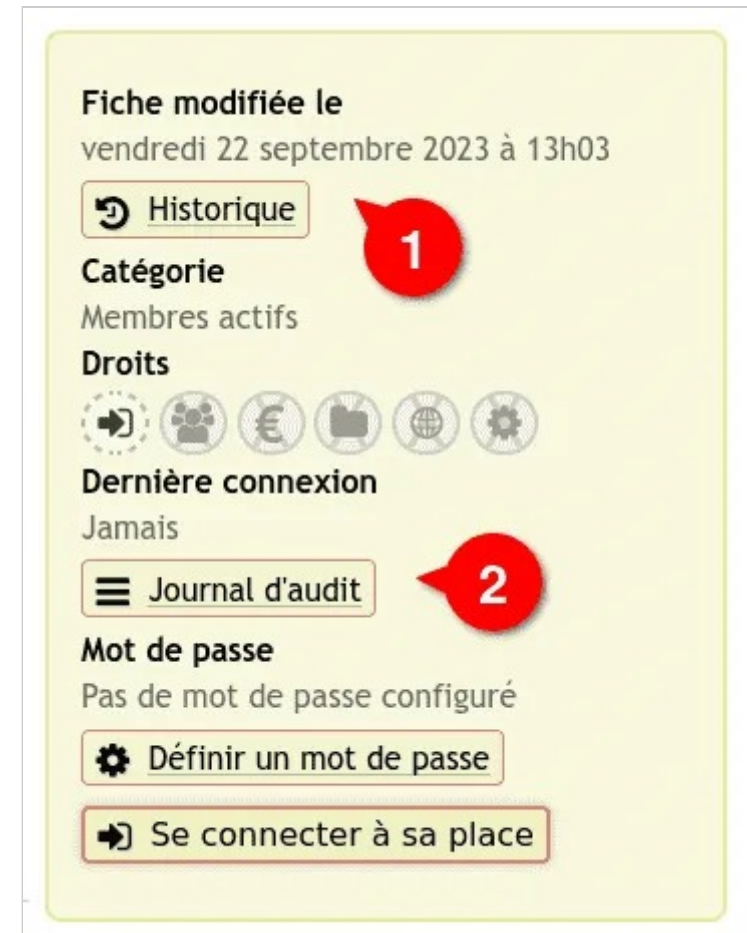 Fiche modifiée le
vendredi 22 septembre 2023 à 13h03
Historique
1
Catégorie
Membres actifs
Droits
€
Dernière connexion
Jamais
Journal d'audit
2
Mot de passe
Pas de mot de passe configuré
Définir un mot de passe
Se connecter à sa place